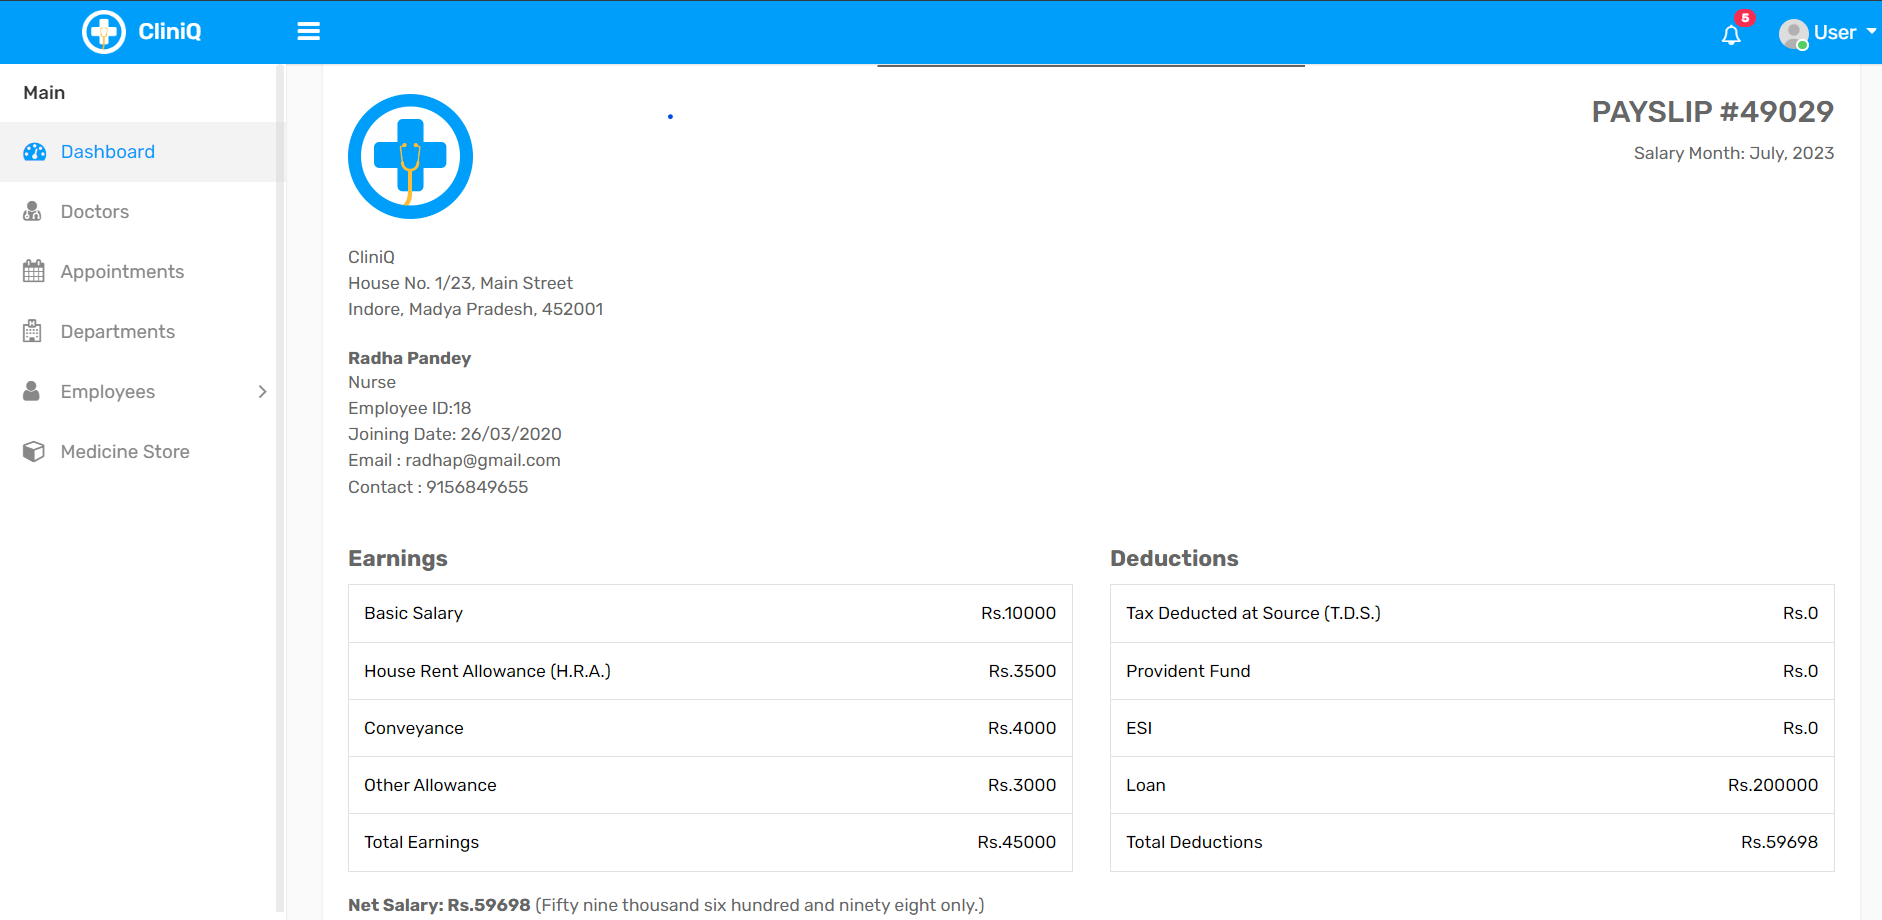 CliniQ
5
User
Main
Dashboard
Doctors
Appointments
Departments
Employees
Medicine Store
PAYSLIP #49029
Salary Month: July, 2023
CliniQ
House No. 1/23, Main Street
Indore, Madya Pradesh, 452001
Radha Pandey
Nurse
Employee ID:18
Joining Date: 26/03/2020
Email : radhap@gmail.com
Contact : 9156849655
Earnings
Basic Salary Rs.10000
House Rent Allowance (H.R.A.) Rs.3500
Conveyance Rs.4000
Other Allowance Rs.3000
Total Earnings Rs.45000
Deductions
Tax Deducted at Source (T.D.S.) Rs.0
Provident Fund Rs.0
ESI Rs.0
Loan Rs.200000
Total Deductions Rs.59698
Net Salary: Rs.59698 (Fifty nine thousand six hundred and ninety eight only.)